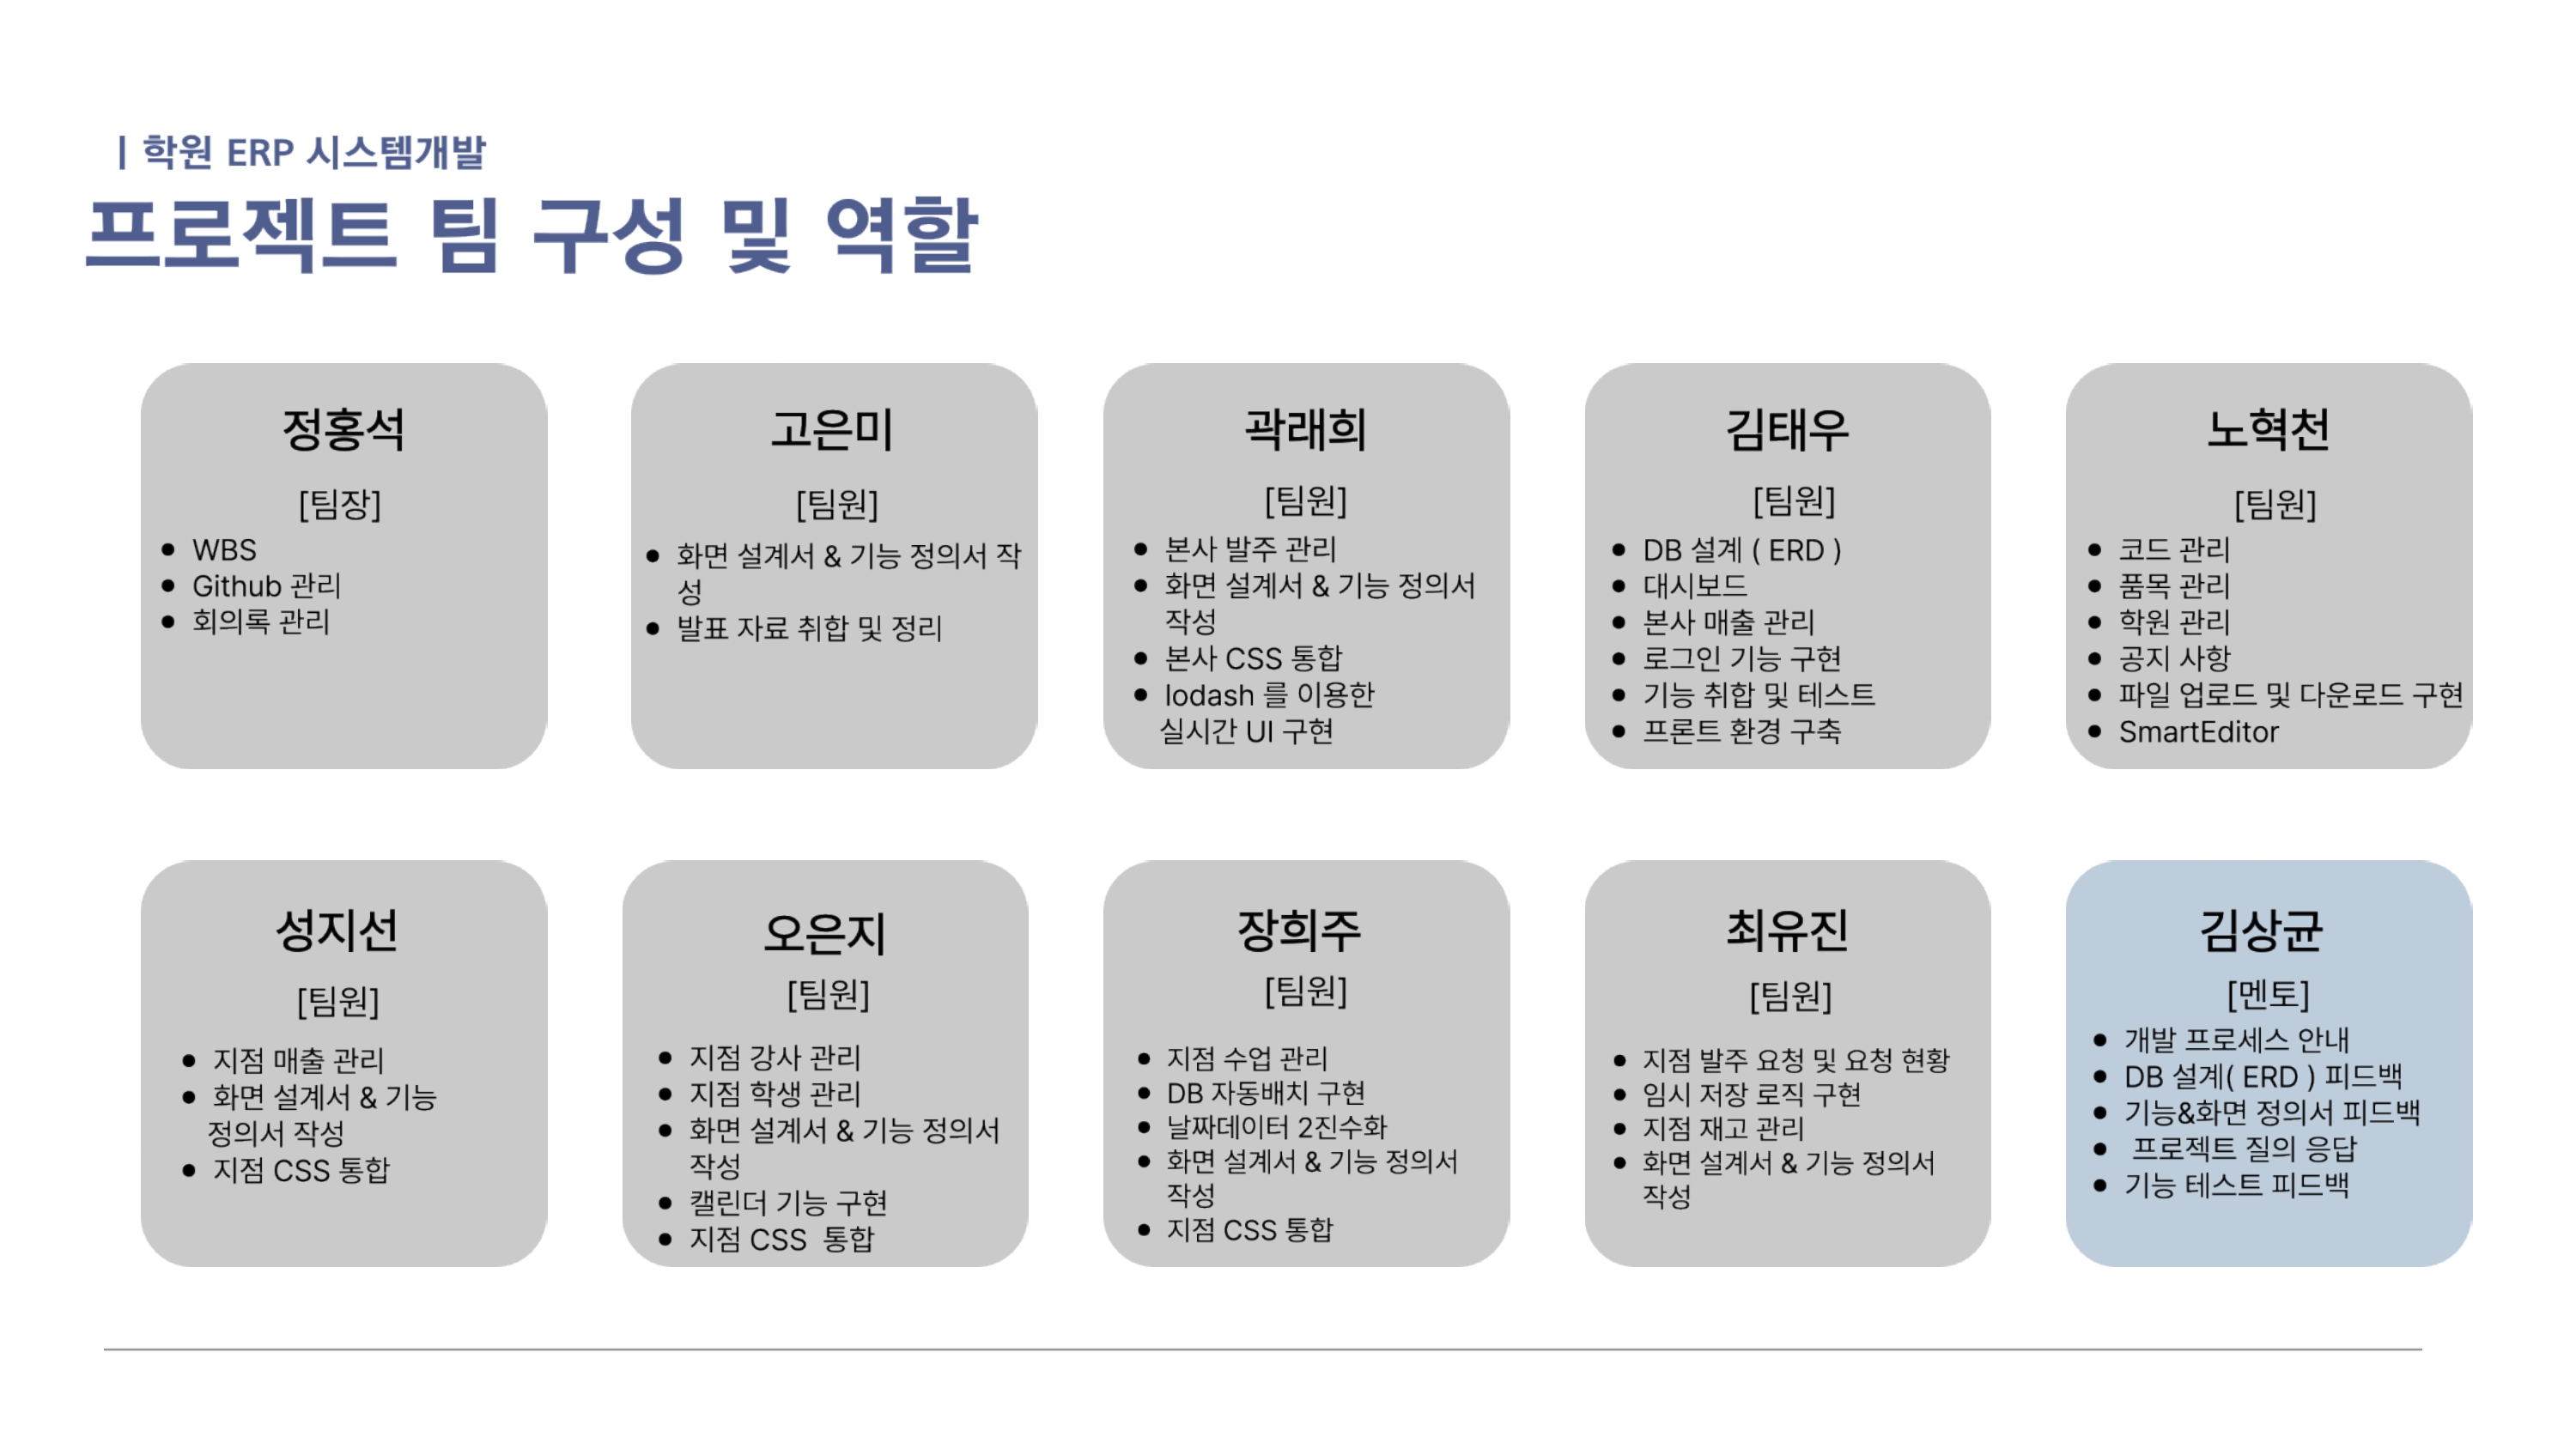 | 학원 ERP 시스템개발
프로젝트 팀 구성 및 역할
정홍석
[팀장]
● WBS
● Github 관리
● 회의록 관리
고은미
[팀원]
● 화면 설계서 & 기능 정의서 작
성
● 발표 자료 취합 및 정리
곽래희
[팀원]
● 본사 발주 관리
● 화면 설계서 & 기능 정의서
작성
● 본사 CSS 통합
● lodash 를 이용한
실시간 UI 구현
김태우
[팀원]
● DB 설계 ( ERD )
● 대시보드
● 본사 매출 관리
● 로그인 기능 구현
● 기능 취합 및 테스트
● 프론트 환경 구축
노혁천
[팀원]
● 코드 관리
● 품목 관리
● 학원 관리
● 공지 사항
● 파일 업로드 및 다운로드 구현
● SmartEditor
성지선
[팀원]
● 지점 매출 관리
● 화면 설계서 & 기능
정의서 작성
● 지점 CSS 통합
오은지
[팀원]
● 지점 강사 관리
● 지점 학생 관리
● 화면 설계서 & 기능 정의서
작성
● 캘린더 기능 구현
● 지점 CSS 통합
장희주
[팀원]
● 지점 수업 관리
● DB 자동배치 구현
● 날짜데이터 2진수화
● 화면 설계서 & 기능 정의서
작성
● 지점 CSS 통합
최유진
[팀원]
● 지점 발주 요청 및 요청 현황
● 임시 저장 로직 구현
● 지점 재고 관리
● 화면 설계서 & 기능 정의서
작성
김상균
[멘토]
● 개발 프로세스 안내
● DB 설계( ERD ) 피드백
● 기능&화면 정의서 피드백
● 프로젝트 질의 응답
● 기능 테스트 피드백